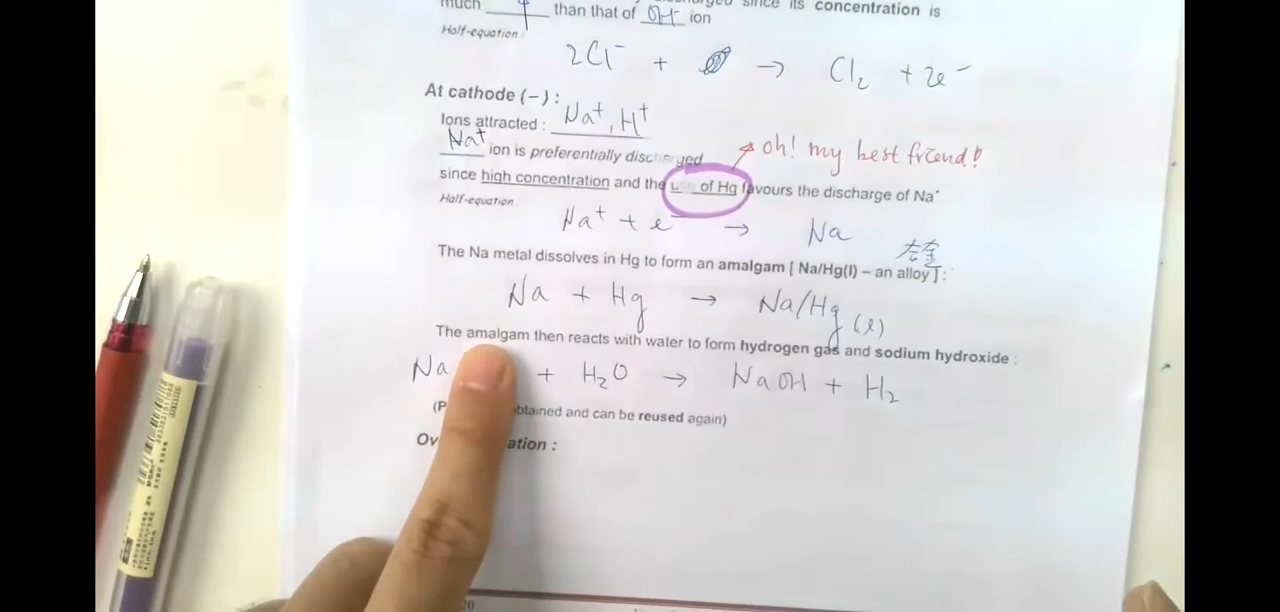 much ____ than that of OH⁻ ion
Half-equation
2Cl⁻ + → Cl₂ + 2e⁻
At cathode (−) :
Ions attracted : Na⁺, H⁺
Na⁺ ion is preferentially discharged
oh! my best friend!
since high concentration and the of Hg favours the discharge of Na⁺
Half-equation
Na⁺ + e⁻ → Na
The Na metal dissolves in Hg to form an amalgam [ Na/Hg(l) – an alloy ] :
Na + Hg → Na/Hg (l)
The amalgam then reacts with water to form hydrogen gas and sodium hydroxide :
Na + H₂O → NaOH + H₂
obtained and can be reused again)
ation :
20